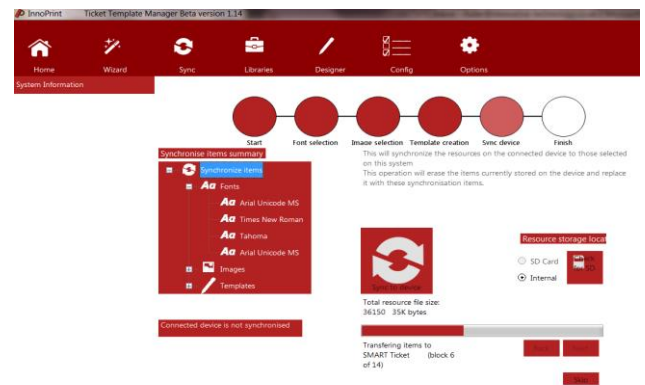 InnoPrint Ticket Template Manager Beta version 1.14
Home Wizard Sync Libraries Designer Config Options
System Information
Start Font selection Image selection Template creation Sync device Finish
Synchronise items summary
Synchronize items
Aa Fonts
Aa Arial Unicode MS
Aa Times New Roman
Aa Tahoma
Aa Arial Unicode MS
Images
Templates
Connected device is not synchronised
This will synchronize the resources on the connected device to those selected
on this system
This operation will erase the items currently stored on the device and replace
it with these synchronisation items.
Sync to device
Resource storage locat
SD Card
Internal
Total resource file size:
36150 35K bytes
Transfering items to
SMART Ticket (block 6
of 14)
Skip